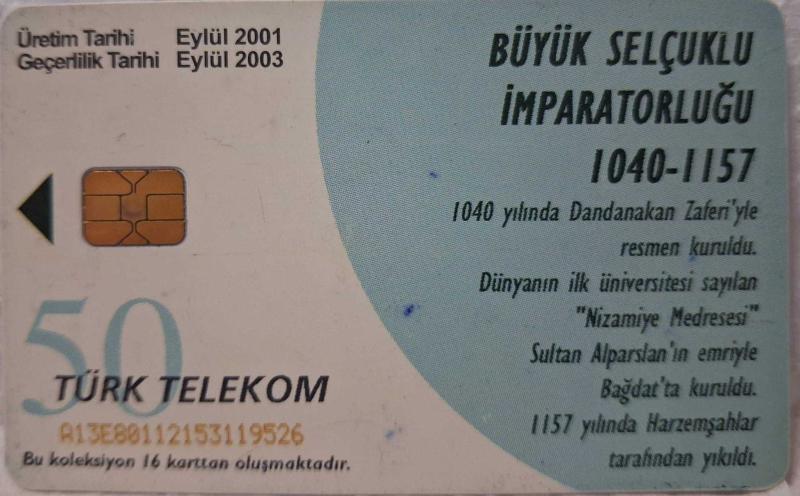 Üretim Tarihi Eylül 2001
Geçerlilik Tarihi Eylül 2003
BÜYÜK SELÇUKLU
İMPARATORLUĞU
1040-1157
1040 yılında Dandanakan Zaferi'yle
resmen kuruldu.
Dünyanın ilk üniversitesi sayılan
"Nizamiye Medresesi"
Sultan Alparslan'ın emriyle
Bağdat'ta kuruldu.
1157 yılında Harzemşahlar
tarafından yıkıldı.
50
TÜRK TELEKOM
A13E80112153119526
Bu koleksiyon 16 karttan oluşmaktadır.